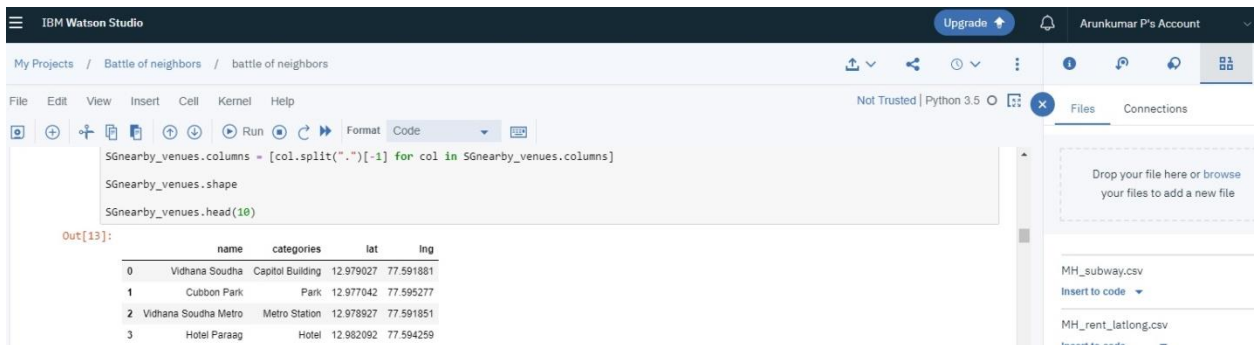 IBM Watson Studio
Upgrade
Arunkumar P's Account
My Projects / Battle of neighbors / battle of neighbors
File Edit View Insert Cell Kernel Help
Not Trusted | Python 3.5
Files Connections
Run Format Code
SGnearby_venues.columns = [col.split(".")[-1] for col in SGnearby_venues.columns]
SGnearby_venues.shape
SGnearby_venues.head(10)
Out[13]:
name categories lat lng
0 Vidhana Soudha Capitol Building 12.979027 77.591881
1 Cubbon Park Park 12.977042 77.595277
2 Vidhana Soudha Metro Metro Station 12.978927 77.591851
3 Hotel Paraag Hotel 12.982092 77.594259
Drop your file here or browse
your files to add a new file
MH_subway.csv
Insert to code
MH_rent_latlong.csv
Insert to code